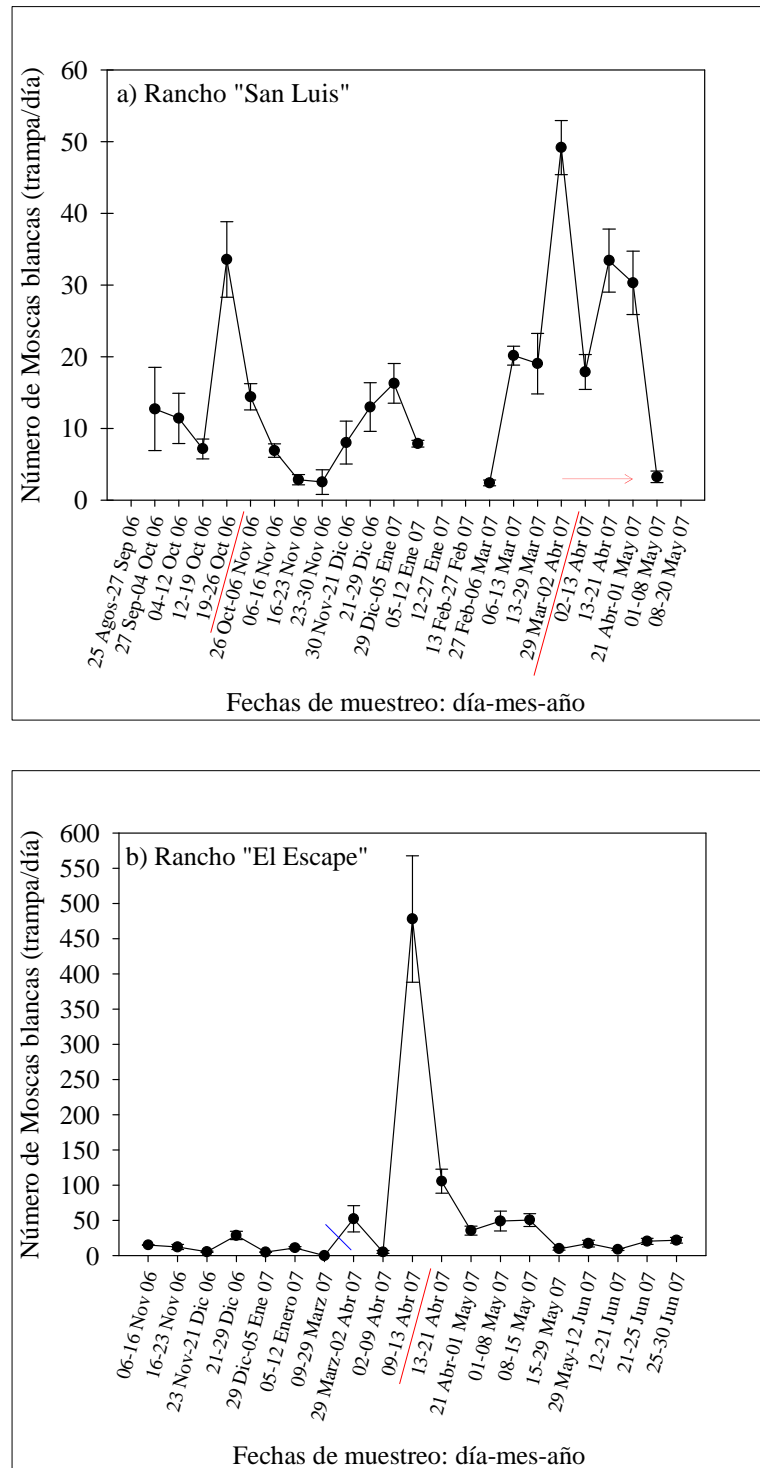 a) Rancho "San Luis"
Número de Moscas blancas (trampa/día)
60
50
40
30
20
10
0
25 Agos-27 Sep 06
27 Sep-04 Oct 06
04-12 Oct 06
12-19 Oct 06
19-26 Oct 06
26 Oct-06 Nov 06
06-16 Nov 06
16-23 Nov 06
23-30 Nov 06
30 Nov-21 Dic 06
21-29 Dic 06
29 Dic-05 Ene 07
05-12 Ene 07
12-27 Ene 07
13 Feb-27 Feb 07
27 Feb-06 Mar 07
06-13 Mar 07
13-29 Mar 07
29 Mar-02 Abr 07
02-13 Abr 07
13-21 Abr 07
21 Abr-01 May 07
01-08 May 07
08-20 May 07
Fechas de muestreo: día-mes-año
b) Rancho "El Escape"
Número de Moscas blancas (trampa/día)
600
550
500
450
400
350
300
250
200
150
100
50
0
06-16 Nov 06
16-23 Nov 06
23 Nov-21 Dic 06
21-29 Dic 06
29 Dic-05 Ene 07
05-12 Enero 07
09-29 Marz 07
29 Marz-02 Abr 07
02-09 Abr 07
09-13 Abr 07
13-21 Abr 07
21 Abr-01 May 07
01-08 May 07
08-15 May 07
15-29 May 07
29 May-12 Jun 07
12-21 Jun 07
21-25 Jun 07
25-30 Jun 07
Fechas de muestreo: día-mes-año